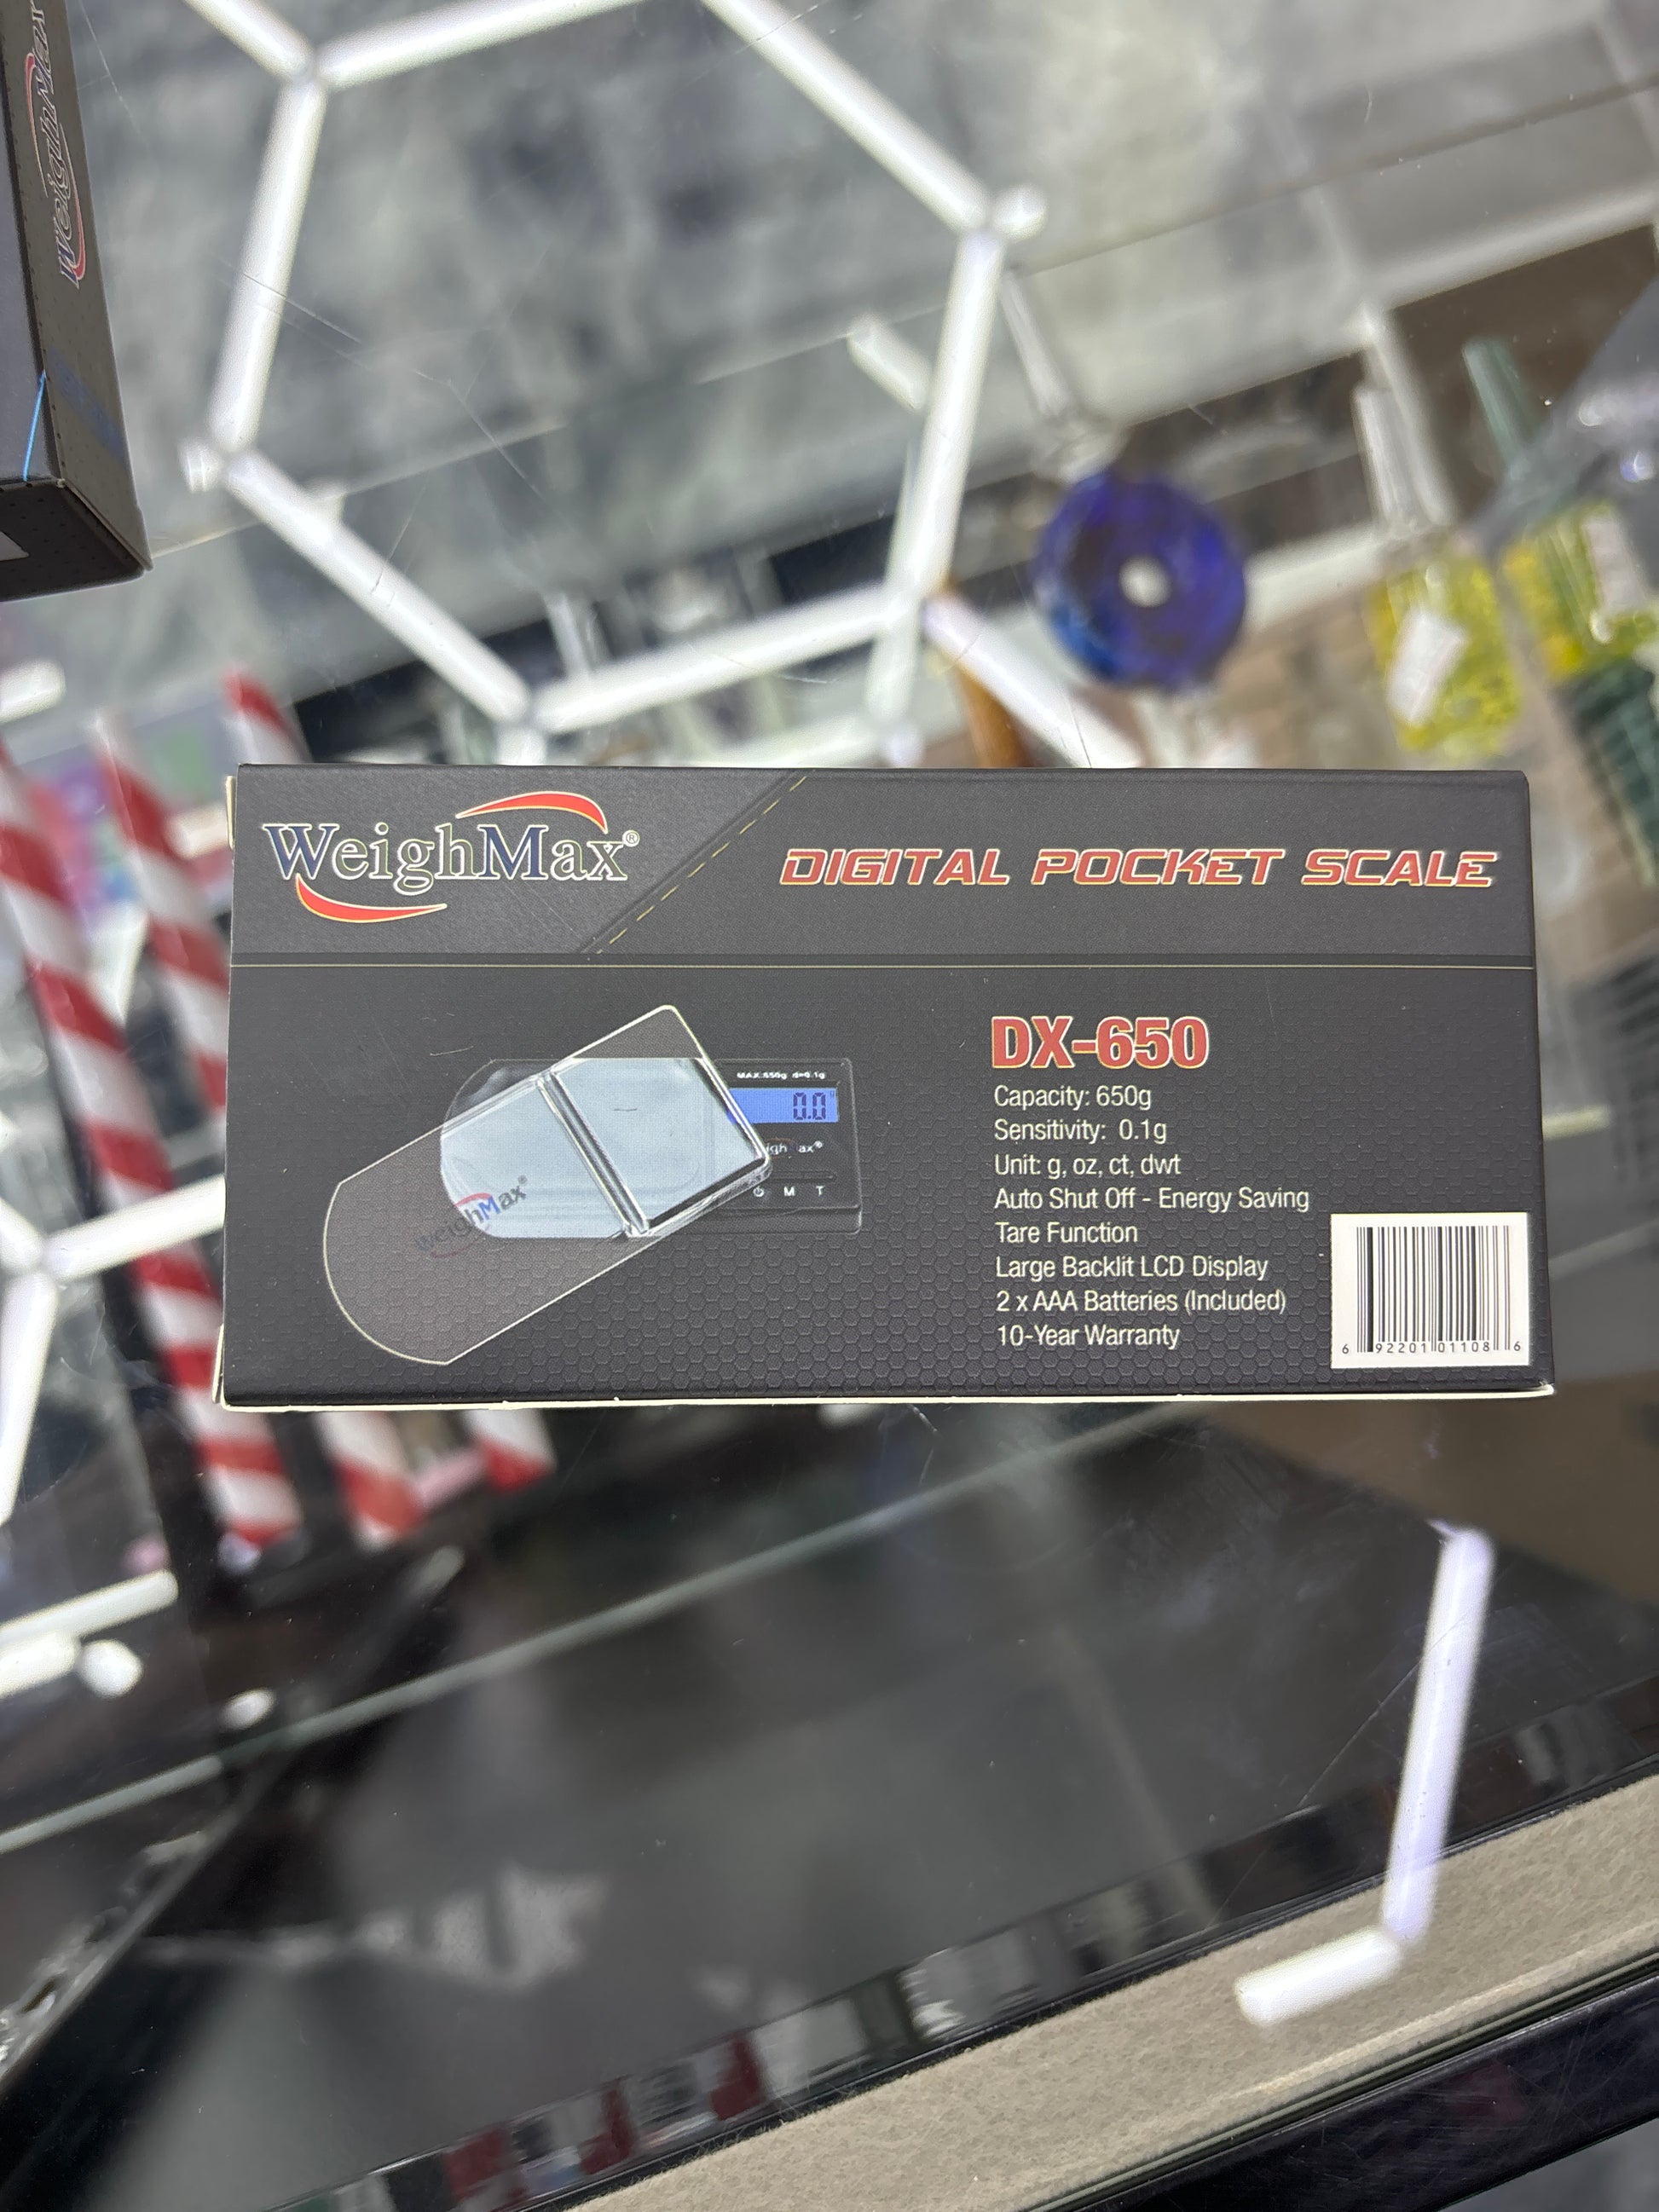 WeighMax
WeighMax®
DIGITAL POCKET SCALE
DX-650
Capacity: 650g
Sensitivity: 0.1g
Unit: g, oz, ct, dwt
Auto Shut Off - Energy Saving
Tare Function
Large Backlit LCD Display
2 x AAA Batteries (Included)
10-Year Warranty
MAX:650g d=0.1g
0.0
M T
weighMax®
6 92201 01108 6